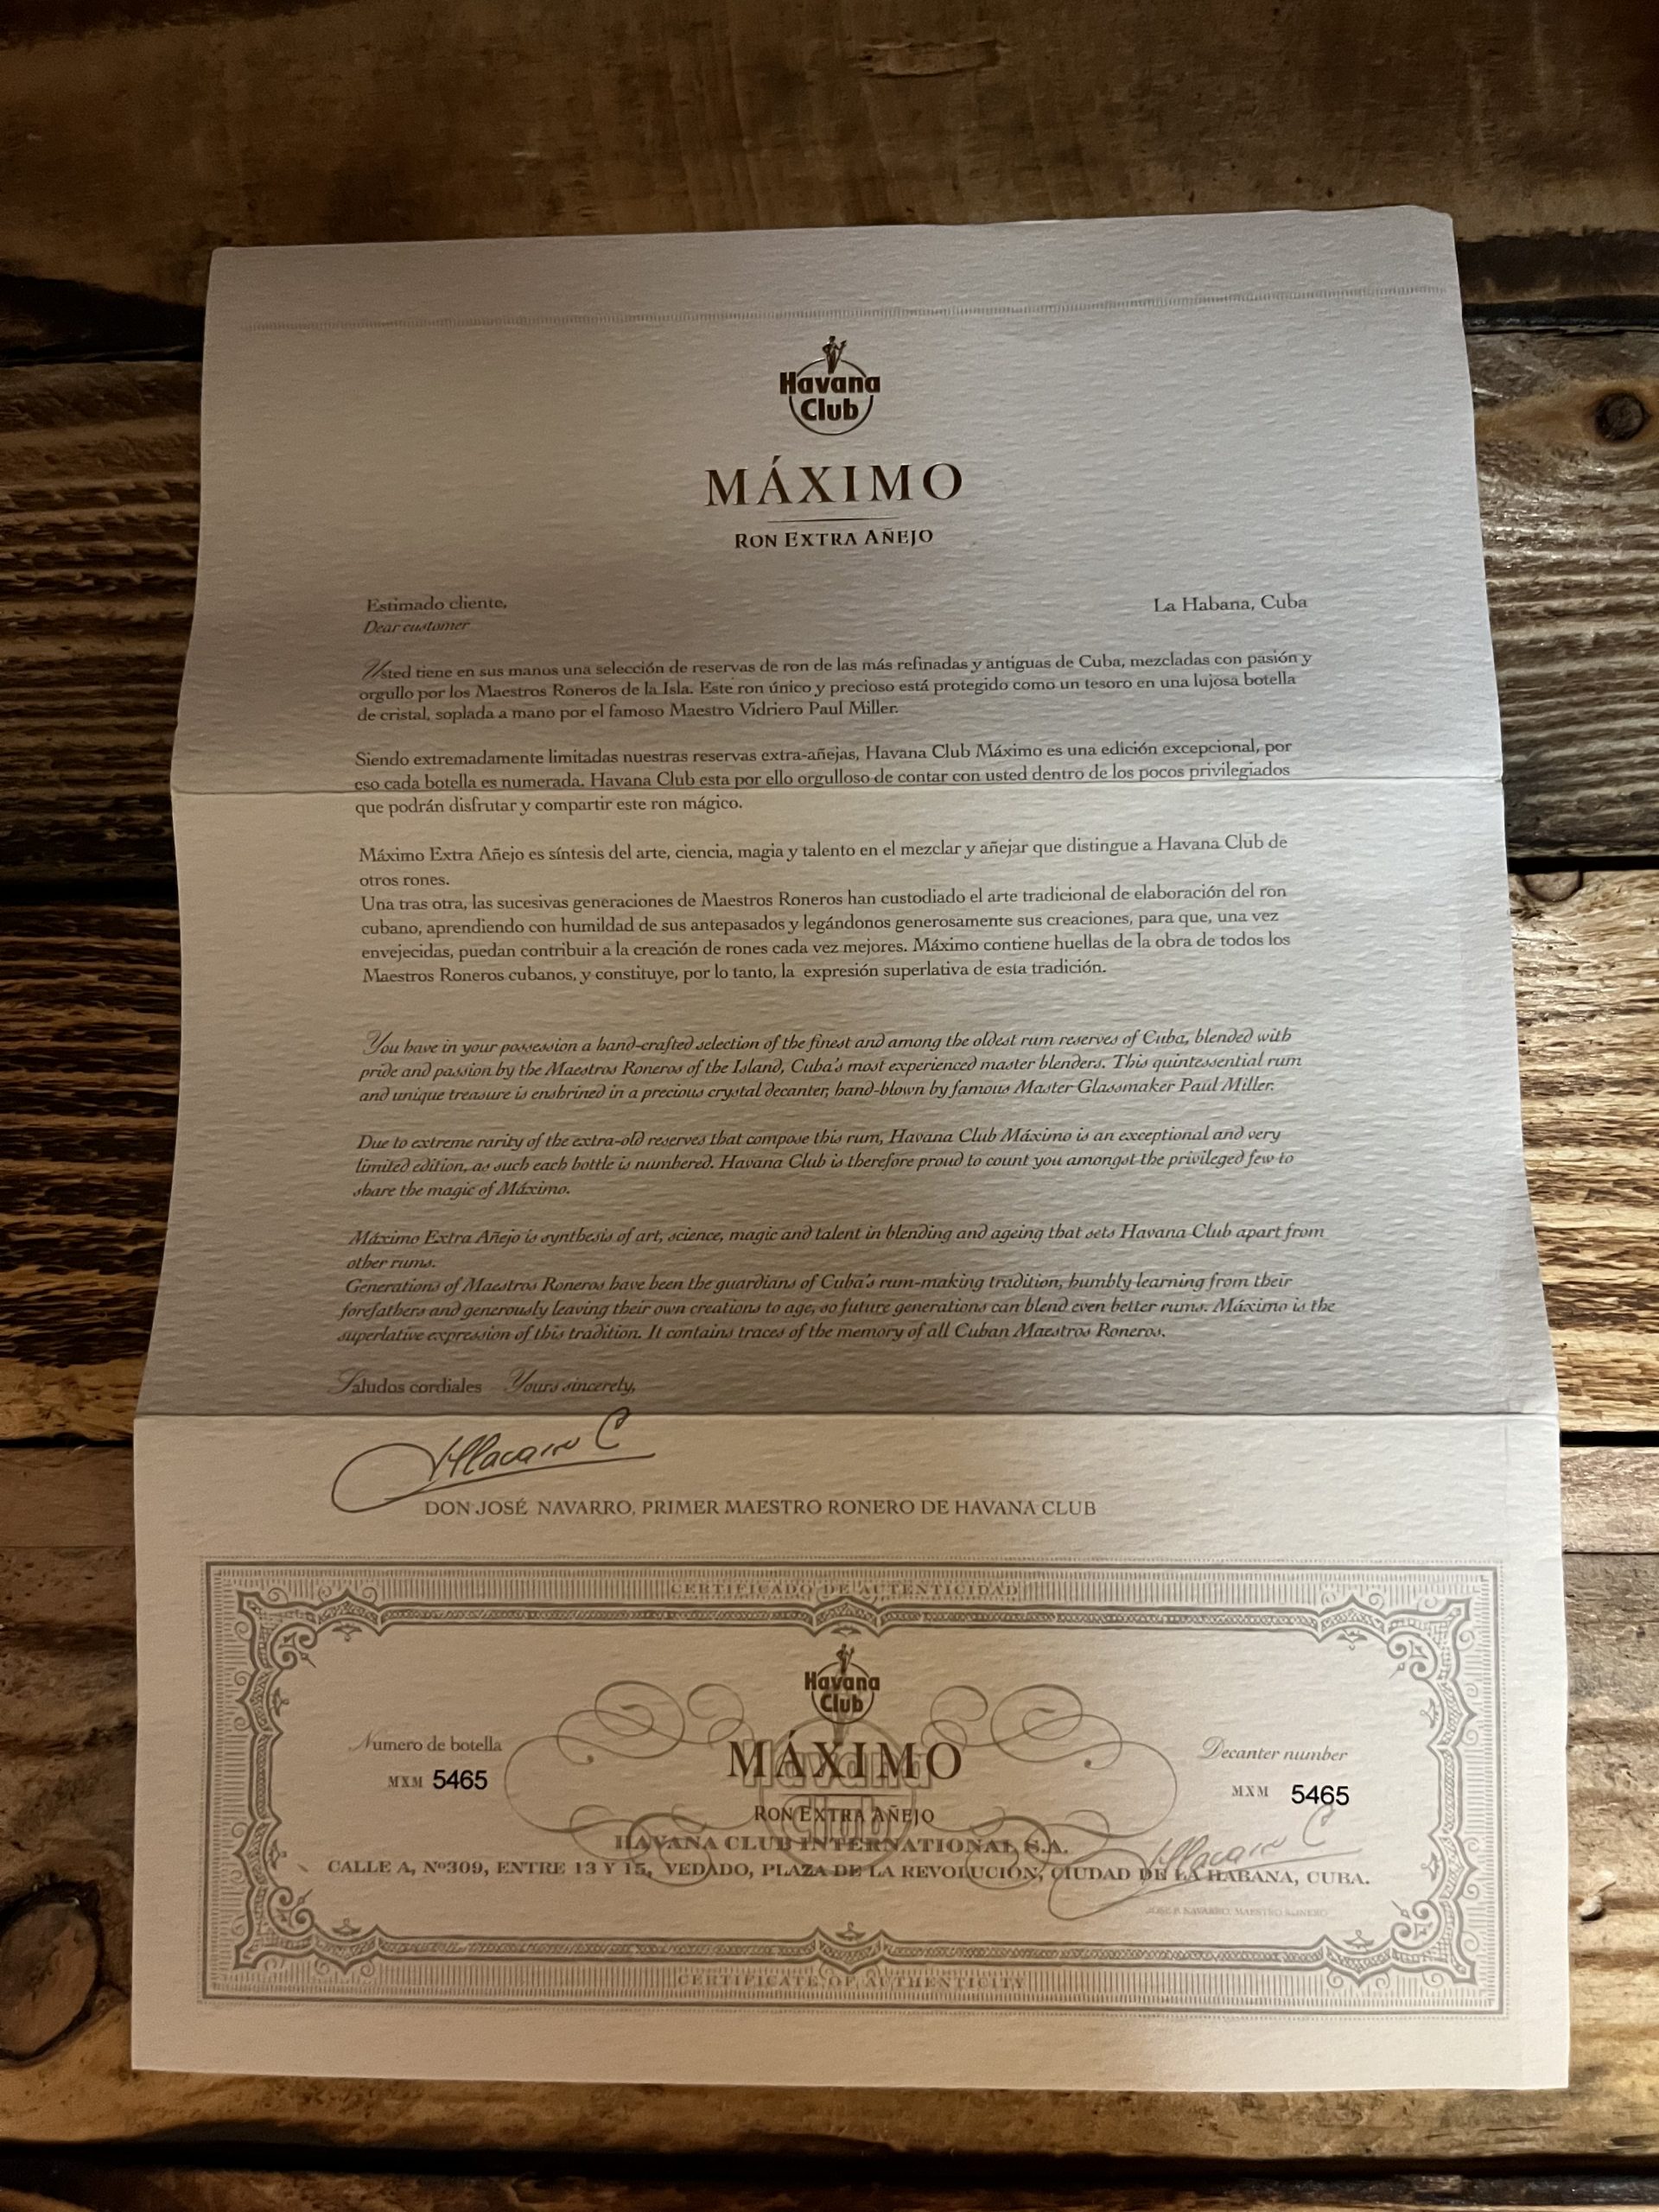 Havana
Club
MÁXIMO
RON EXTRA AÑEJO
Estimado cliente, La Habana, Cuba
Dear customer
Usted tiene en sus manos una selección de reservas de ron de las más refinadas y antiguas de Cuba, mezcladas con pasión y
orgullo por los Maestros Roneros de la Isla. Este ron único y precioso está protegido como un tesoro en una lujosa botella
de cristal, soplada a mano por el famoso Maestro Vidriero Paul Miller.
Siendo extremadamente limitadas nuestras reservas extra-añejas, Havana Club Máximo es una edición excepcional, por
eso cada botella es numerada. Havana Club esta por ello orgulloso de contar con usted dentro de los pocos privilegiados
que podrán disfrutar y compartir este ron mágico.
Máximo Extra Añejo es síntesis del arte, ciencia, magia y talento en el mezclar y añejar que distingue a Havana Club de
otros rones.
Una tras otra, las sucesivas generaciones de Maestros Roneros han custodiado el arte tradicional de elaboración del ron
cubano, aprendiendo con humildad de sus antepasados y legándonos generosamente sus creaciones, para que, una vez
envejecidas, puedan contribuir a la creación de rones cada vez mejores. Máximo contiene huellas de la obra de todos los
Maestros Roneros cubanos, y constituye, por lo tanto, la expresión superlativa de esta tradición.
You have in your possession a hand-crafted selection of the finest and among the oldest rum reserves of Cuba, blended with
pride and passion by the Maestros Roneros of the Island, Cuba's most experienced master blenders. This quintessential rum
and unique treasure is enshrined in a precious crystal decanter, hand-blown by famous Master Glassmaker Paul Miller.
Due to extreme rarity of the extra-old reserves that compose this rum, Havana Club Máximo is an exceptional and very
limited edition, as such each bottle is numbered. Havana Club is therefore proud to count you amongst the privileged few to
share the magic of Máximo.
Máximo Extra Añejo is synthesis of art, science, magic and talent in blending and ageing that sets Havana Club apart from
other rums.
Generations of Maestros Roneros have been the guardians of Cuba's rum-making tradition, humbly learning from their
forefathers and generously leaving their own creations to age, so future generations can blend even better rums. Máximo is the
superlative expression of this tradition. It contains traces of the memory of all Cuban Maestros Roneros.
Saludos cordiales Yours sincerely,
DON JOSÉ NAVARRO, PRIMER MAESTRO RONERO DE HAVANA CLUB
CERTIFICADO DE AUTENTICIDAD
Havana
Club
MÁXIMO
Havana
Club
Numero de botella Decanter number
MXM 5465 MXM 5465
RON EXTRA AÑEJO
HAVANA CLUB INTERNATIONAL S.A.
CALLE A, Nº309, ENTRE 13 Y 15, VEDADO, PLAZA DE LA REVOLUCIÓN, CIUDAD DE LA HABANA, CUBA.
NAVARRO, MAESTRO RONERO
CERTIFICATE OF AUTHENTICITY